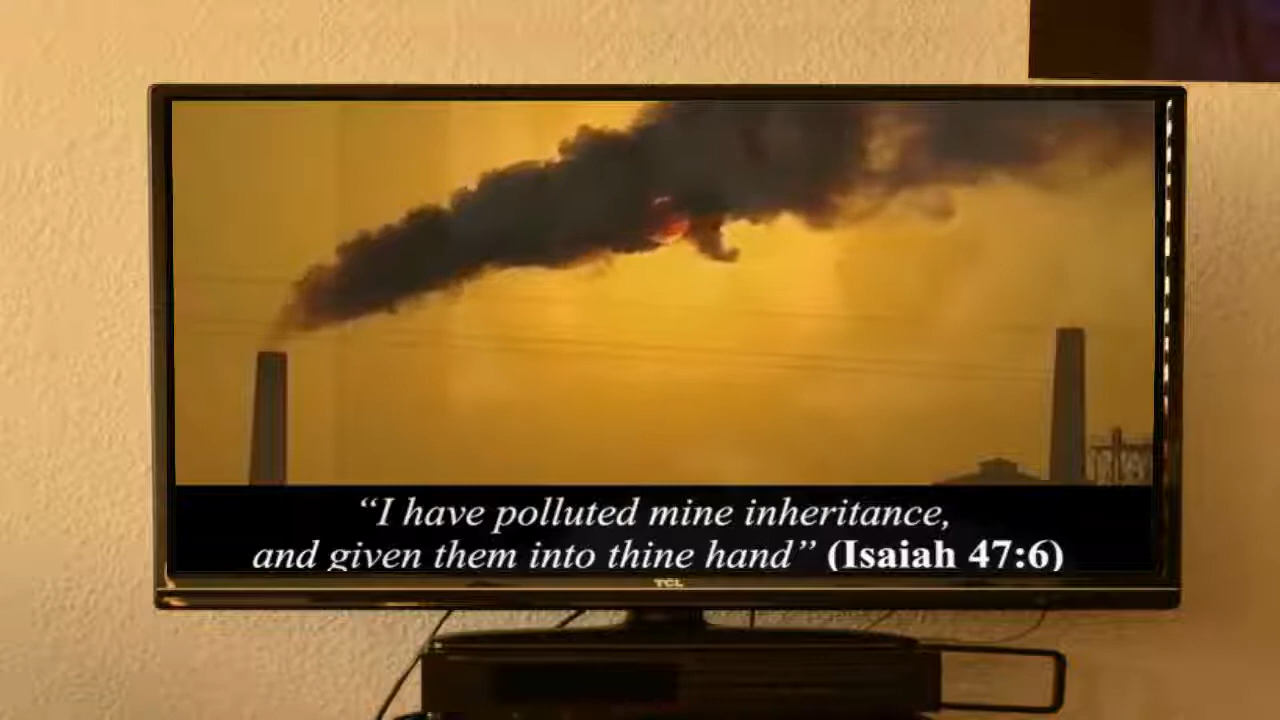 “I have polluted mine inheritance,
and given them into thine hand” (Isaiah 47:6)
TCL